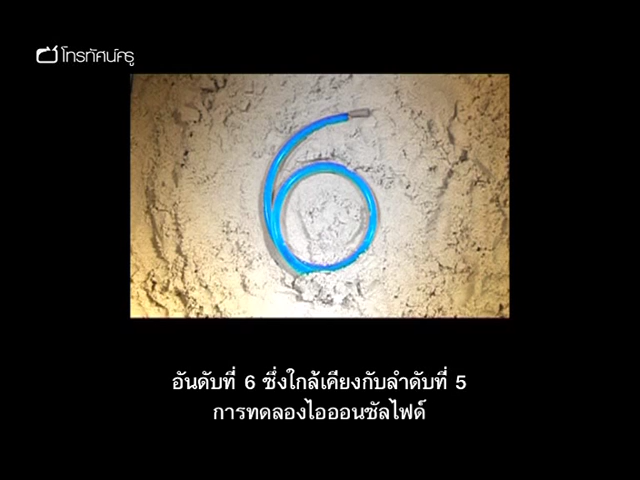 โทรทัศน์ครู
6
อันดับที่ 6 ซึ่งใกล้เคียงกับลำดับที่ 5
การทดลองไอออนซัลไฟด์